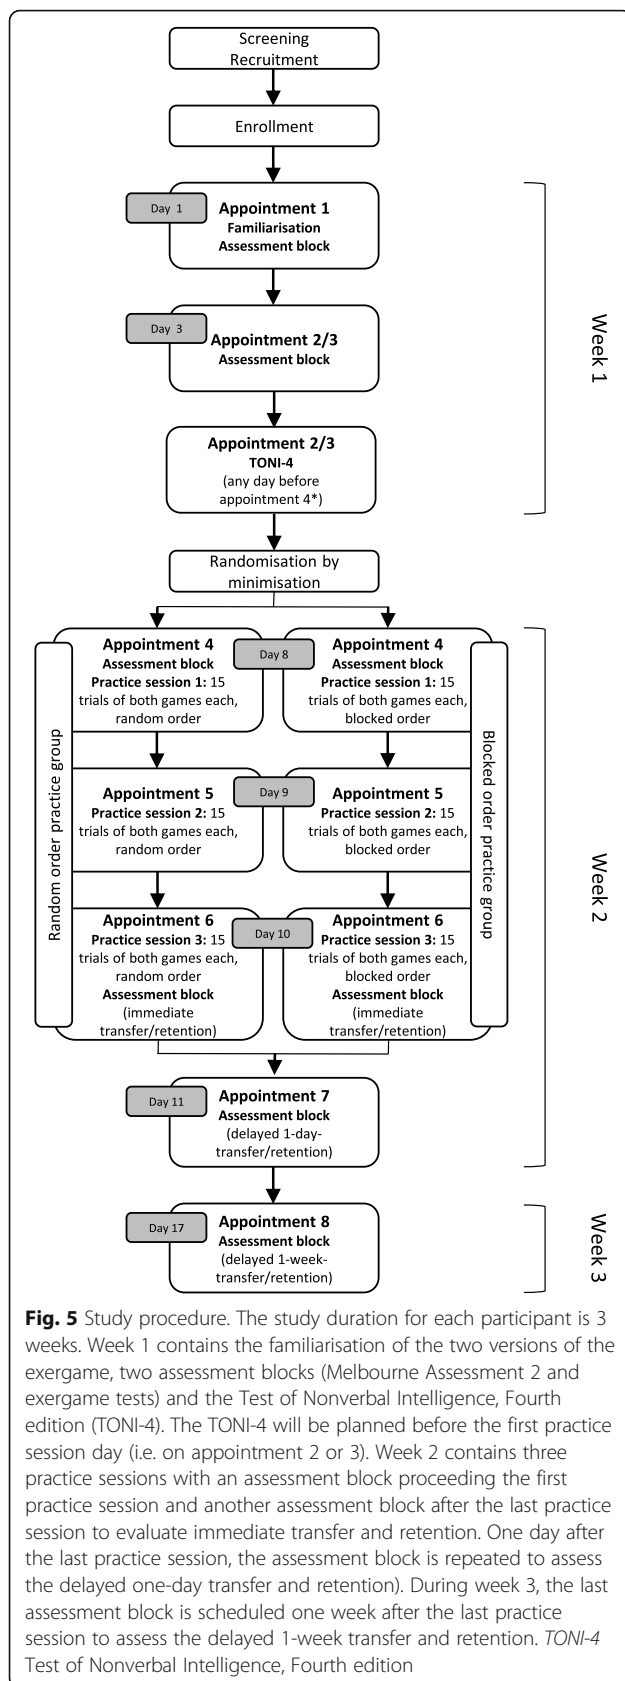 Screening
Recruitment
Enrollment
Day 1
Appointment 1
Familiarisation
Assessment block
Day 3
Appointment 2/3
Assessment block
Appointment 2/3
TONI-4
(any day before
appointment 4*)
Week 1
Randomisation by
minimisation
Random order practice group
Appointment 4
Assessment block
Practice session 1: 15
trials of both games each,
random order
Day 8
Appointment 4
Assessment block
Practice session 1: 15
trials of both games each,
blocked order
Blocked order practice group
Appointment 5
Practice session 2: 15
trials of both games each,
random order
Day 9
Appointment 5
Practice session 2: 15
trials of both games each,
blocked order
Appointment 6
Practice session 3: 15
trials of both games each,
random order
Assessment block
(immediate
transfer/retention)
Day 10
Appointment 6
Practice session 3: 15
trials of both games each,
blocked order
Assessment block
(immediate
transfer/retention)
Day 11
Appointment 7
Assessment block
(delayed 1-day-
transfer/retention)
Week 2
Day 17
Appointment 8
Assessment block
(delayed 1-week-
transfer/retention)
Week 3
Fig. 5 Study procedure. The study duration for each participant is 3
weeks. Week 1 contains the familiarisation of the two versions of the
exergame, two assessment blocks (Melbourne Assessment 2 and
exergame tests) and the Test of Nonverbal Intelligence, Fourth
edition (TONI-4). The TONI-4 will be planned before the first practice
session day (i.e. on appointment 2 or 3). Week 2 contains three
practice sessions with an assessment block proceeding the first
practice session and another assessment block after the last practice
session to evaluate immediate transfer and retention. One day after
the last practice session, the assessment block is repeated to assess
the delayed one-day transfer and retention). During week 3, the last
assessment block is scheduled one week after the last practice
session to assess the delayed 1-week transfer and retention. TONI-4
Test of Nonverbal Intelligence, Fourth edition